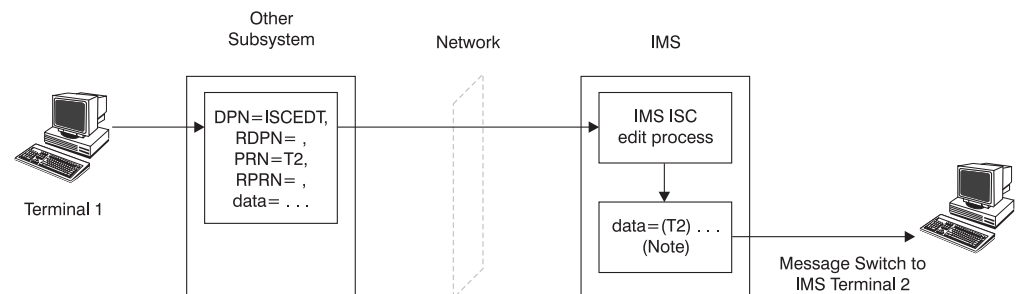 Other
Subsystem
Network
IMS
DPN=ISCEDT,
RDPN= ,
PRN=T2,
RPRN= ,
data= . . .
IMS ISC
edit process
Terminal 1
data=(T2) . . .
(Note)
Message Switch to
IMS Terminal 2